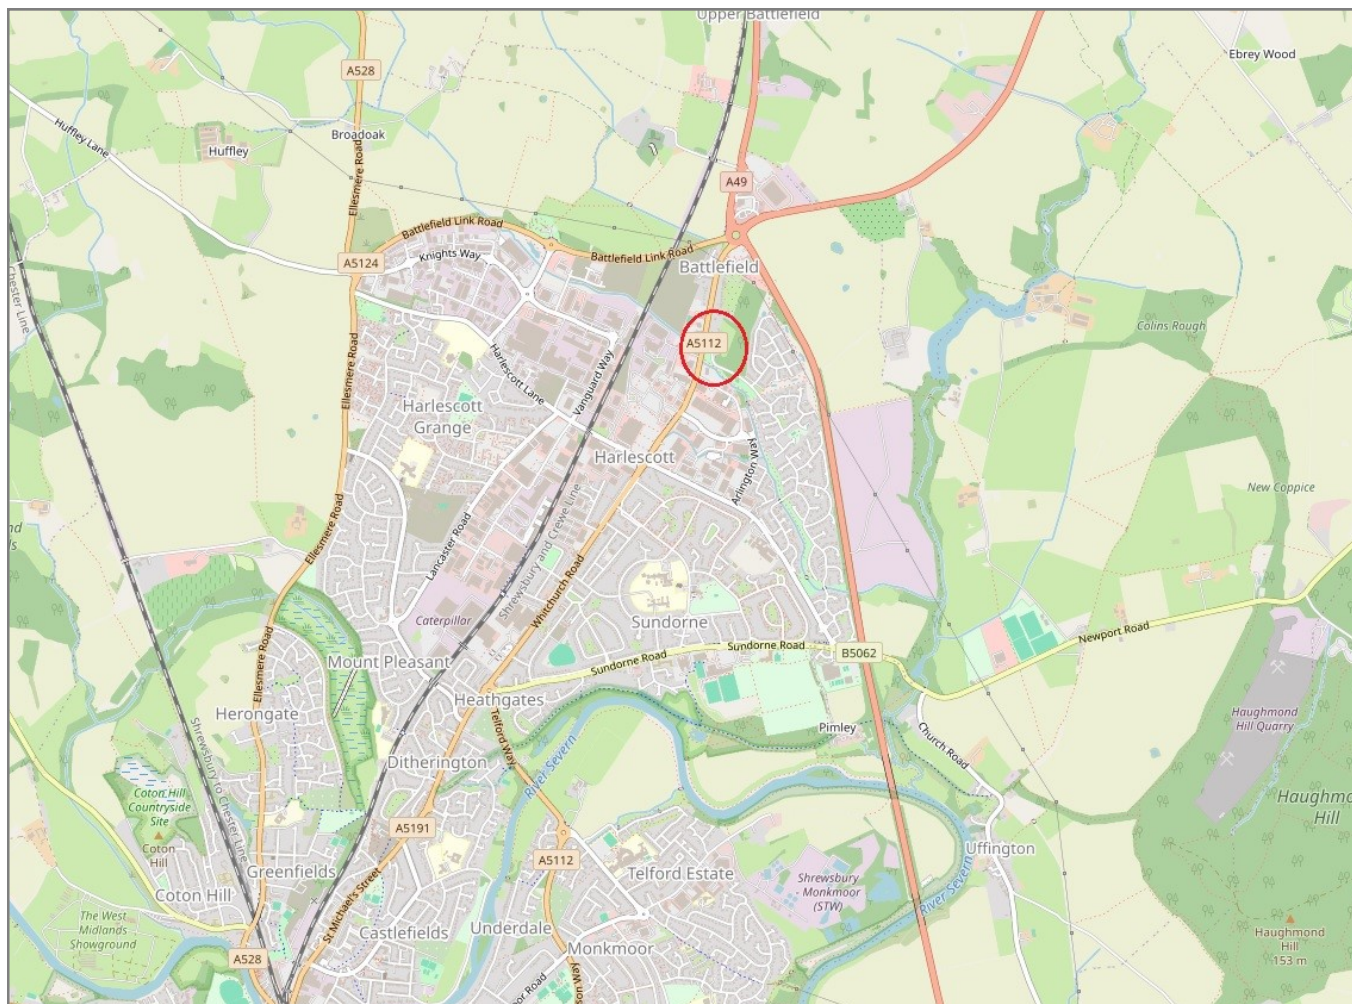 Upper Battlefield
Ebrey Wood
A528
Huffley Lane
Broadoak
Huffley
Ellesmere Road
A49
Battlefield Link Road
Knights Way
Battlefield Link Road
A5124
Battlefield
Chester Line
Colins Rough
A5112
Ellesmere Road
Harlescott Lane
Vanguard Way
Harlescott
Grange
Harlescott
Arlington Way
New Coppice
Ellesmere Road
Lancaster Road
Shrewsbury and Crewe Line
Whitchurch Road
Caterpillar
Sundorne
Newport Road
Sundorne Road
Sundorne Road
B5062
Mount Pleasant
Ellesmere Road
Heathgates
Herongate
Telford Way
Pimley
Church Road
Haughmond
Hill Quarry
Shrewsbury to Chester Line
Ditherington
River Severn
Coton Hill
Countryside
Site
Haughmond
Hill
Coton
Hill
A5191
Uffington
A5112
Greenfields
Telford Estate
Coton Hill
Shrewsbury
Monkmoor
(STW)
River Severn
St Michael's Street
The West
Midlands
Showground
Castlefields
Underdale
Monkmoor
Haughmond
Hill
153 m
A528